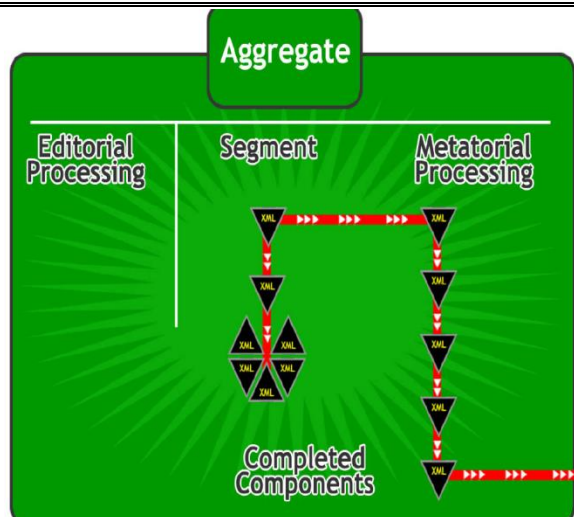 Aggregate
Editorial
Processing
Segment
Metatorial
Processing
XML
XML
XML
XML
XML
XML
XML
XML
XML
XML
XML
XML
Completed
Components
XML